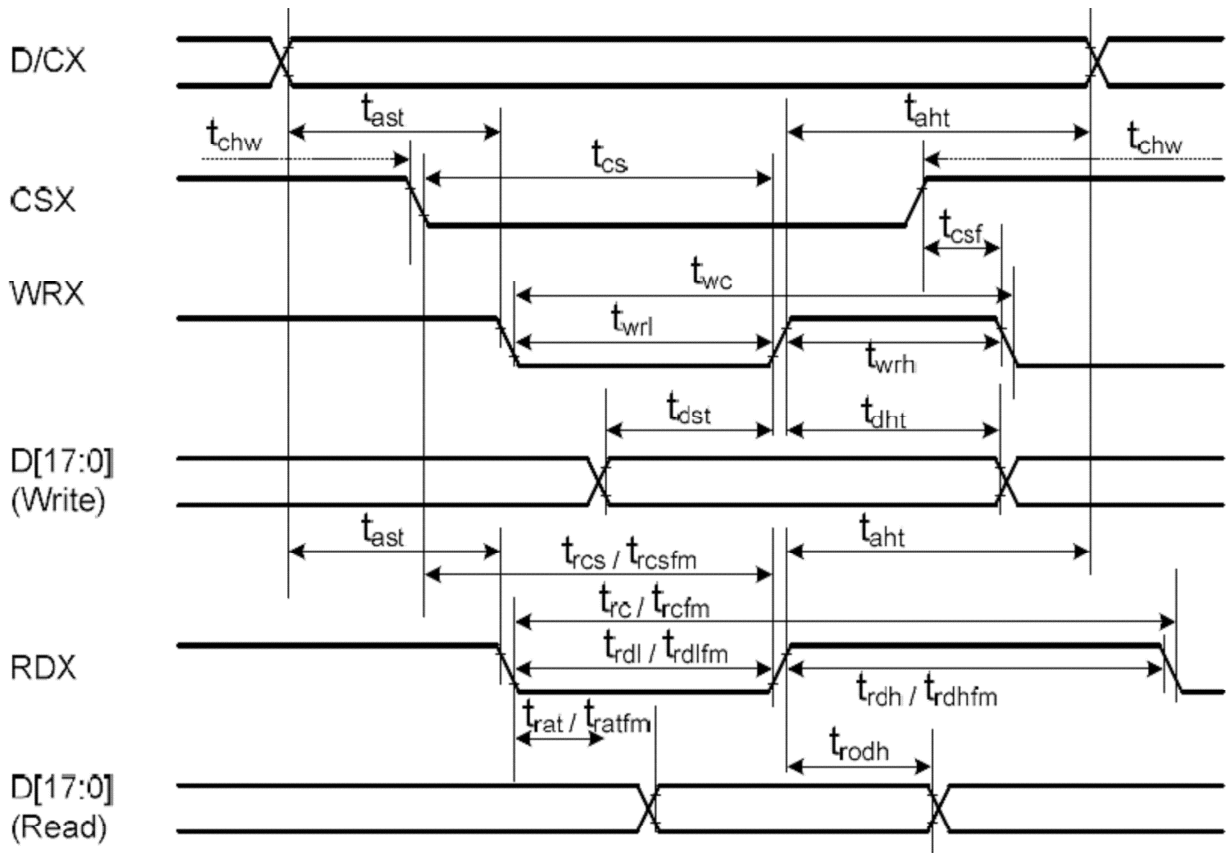 D/CX
tast
taht
tchw
tchw
tcs
CSX
tcsf
WRX
twc
twrl
twrh
tdst
tdht
D[17:0]
(Write)
tast
taht
trcs / trcsfm
trc / trcfm
trdl / trdlfm
RDX
trdh / trdhfm
trat / tratfm
trodh
D[17:0]
(Read)